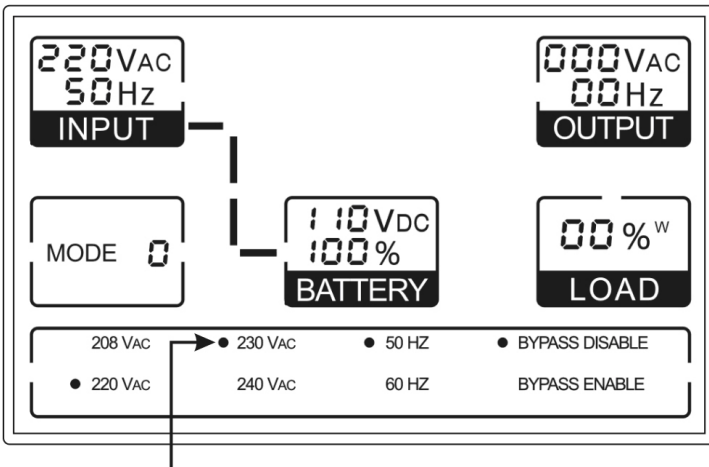 220VAC
50Hz
INPUT
000VAC
00Hz
OUTPUT
MODE 0
110VDC
100%
BATTERY
00%W
LOAD
208 VAC ● 230 VAC ● 50 HZ ● BYPASS DISABLE
● 220 VAC 240 VAC 60 HZ BYPASS ENABLE